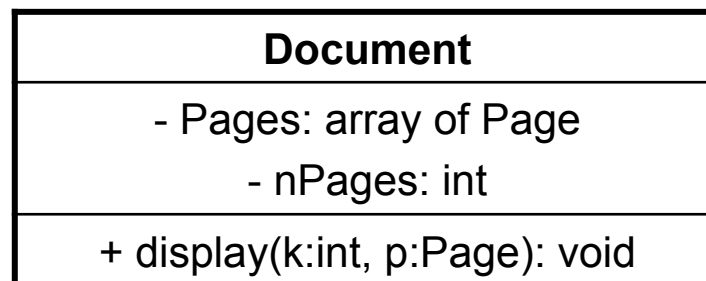 Document
- Pages: array of Page
- nPages: int
+ display(k:int, p:Page): void